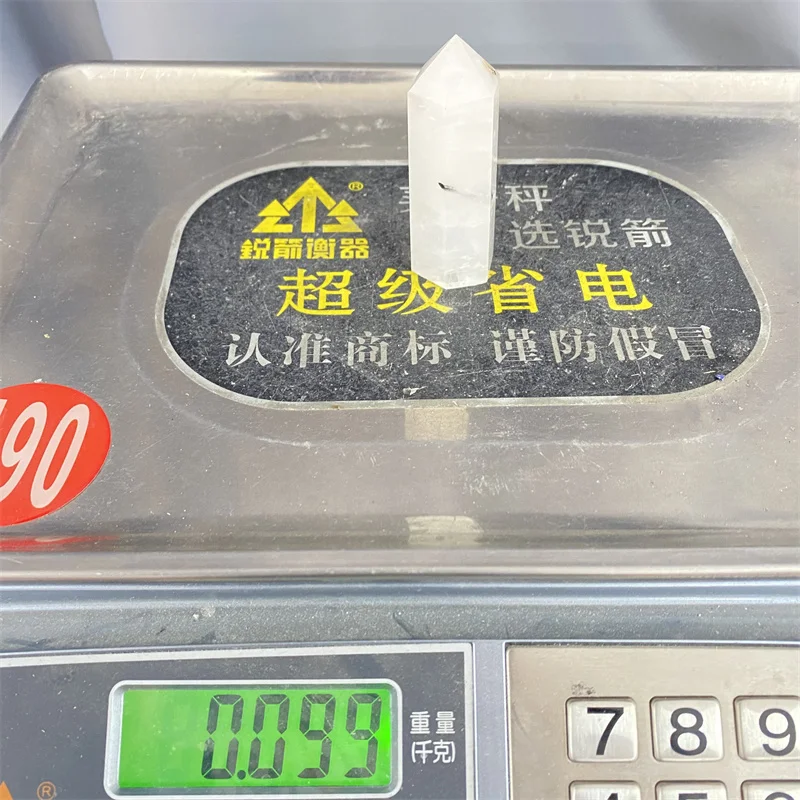 ®
秤
选锐箭
鋭箭衡器
超级省电
认准商标 谨防假冒
90
0.099
重量
(千克)
7 8 9
®